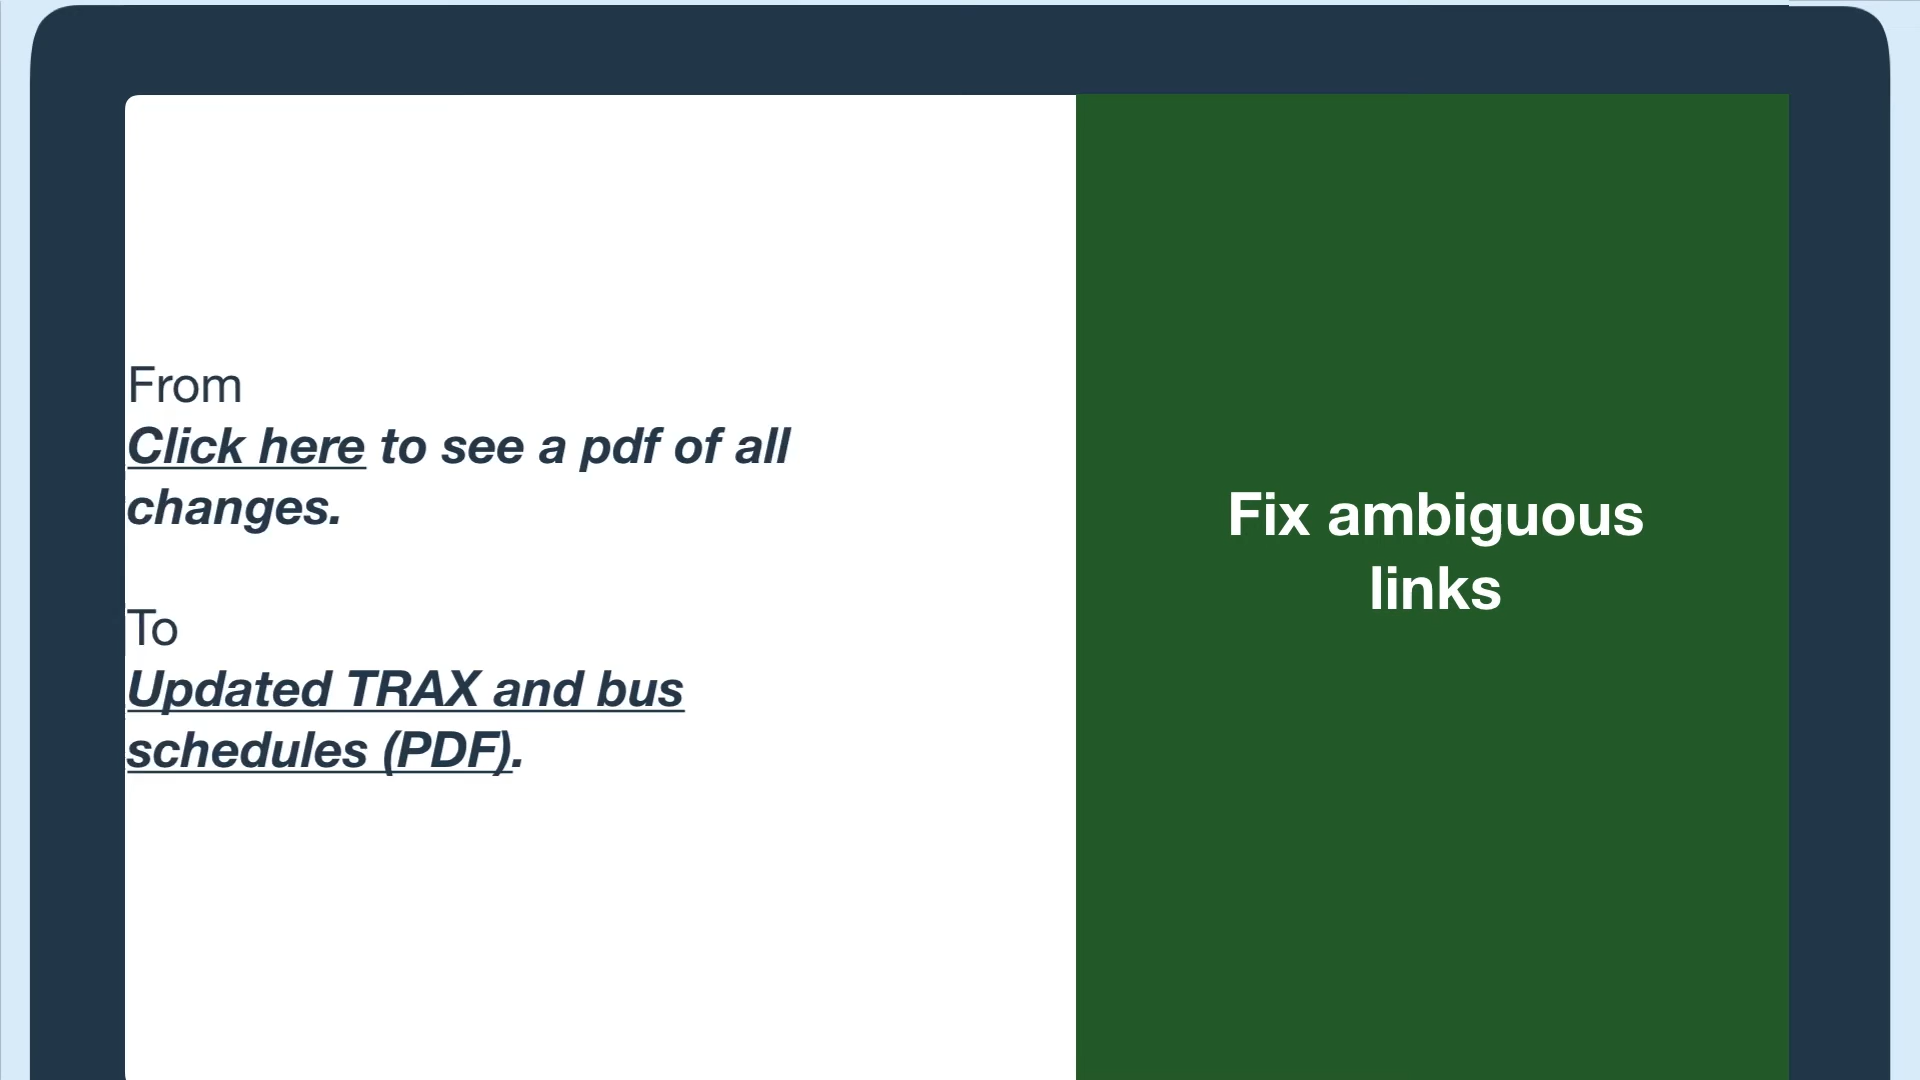 From
Click here to see a pdf of all
changes.
To
Updated TRAX and bus
schedules (PDF).
Fix ambiguous
links